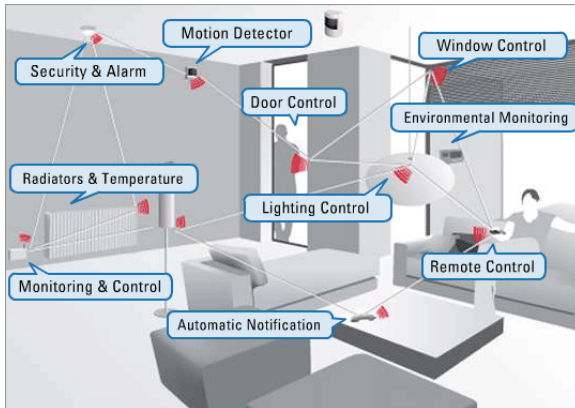 Motion Detector
Window Control
Security & Alarm
Door Control
Environmental Monitoring
Radiators & Temperature
Lighting Control
Remote Control
Monitoring & Control
Automatic Notification